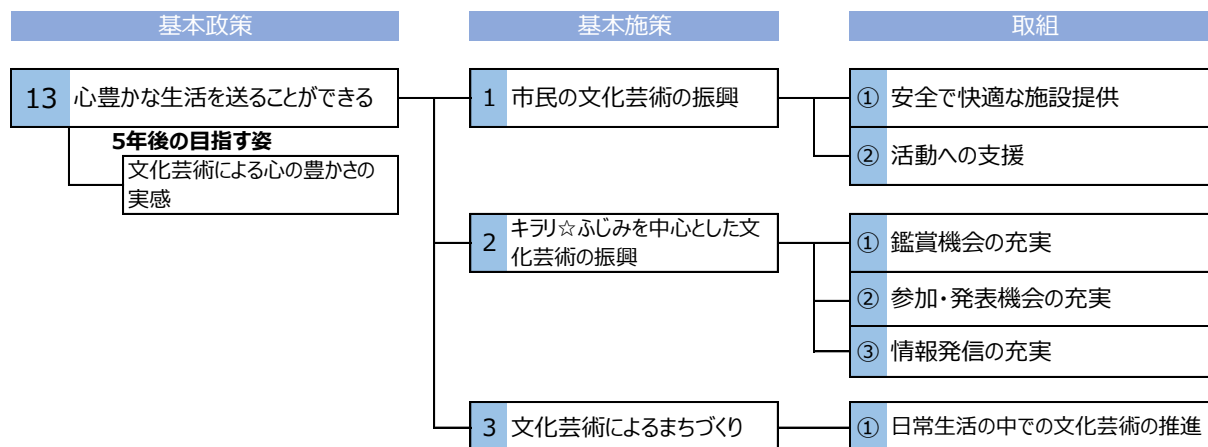 基本政策
基本施策
取組
13 心豊かな生活を送ることができる
5年後の目指す姿
文化芸術による心の豊かさの
実感
1 市民の文化芸術の振興
① 安全で快適な施設提供
② 活動への支援
2 キラリ☆ふじみを中心とした文
化芸術の振興
① 鑑賞機会の充実
② 参加・発表機会の充実
③ 情報発信の充実
3 文化芸術によるまちづくり
① 日常生活の中での文化芸術の推進